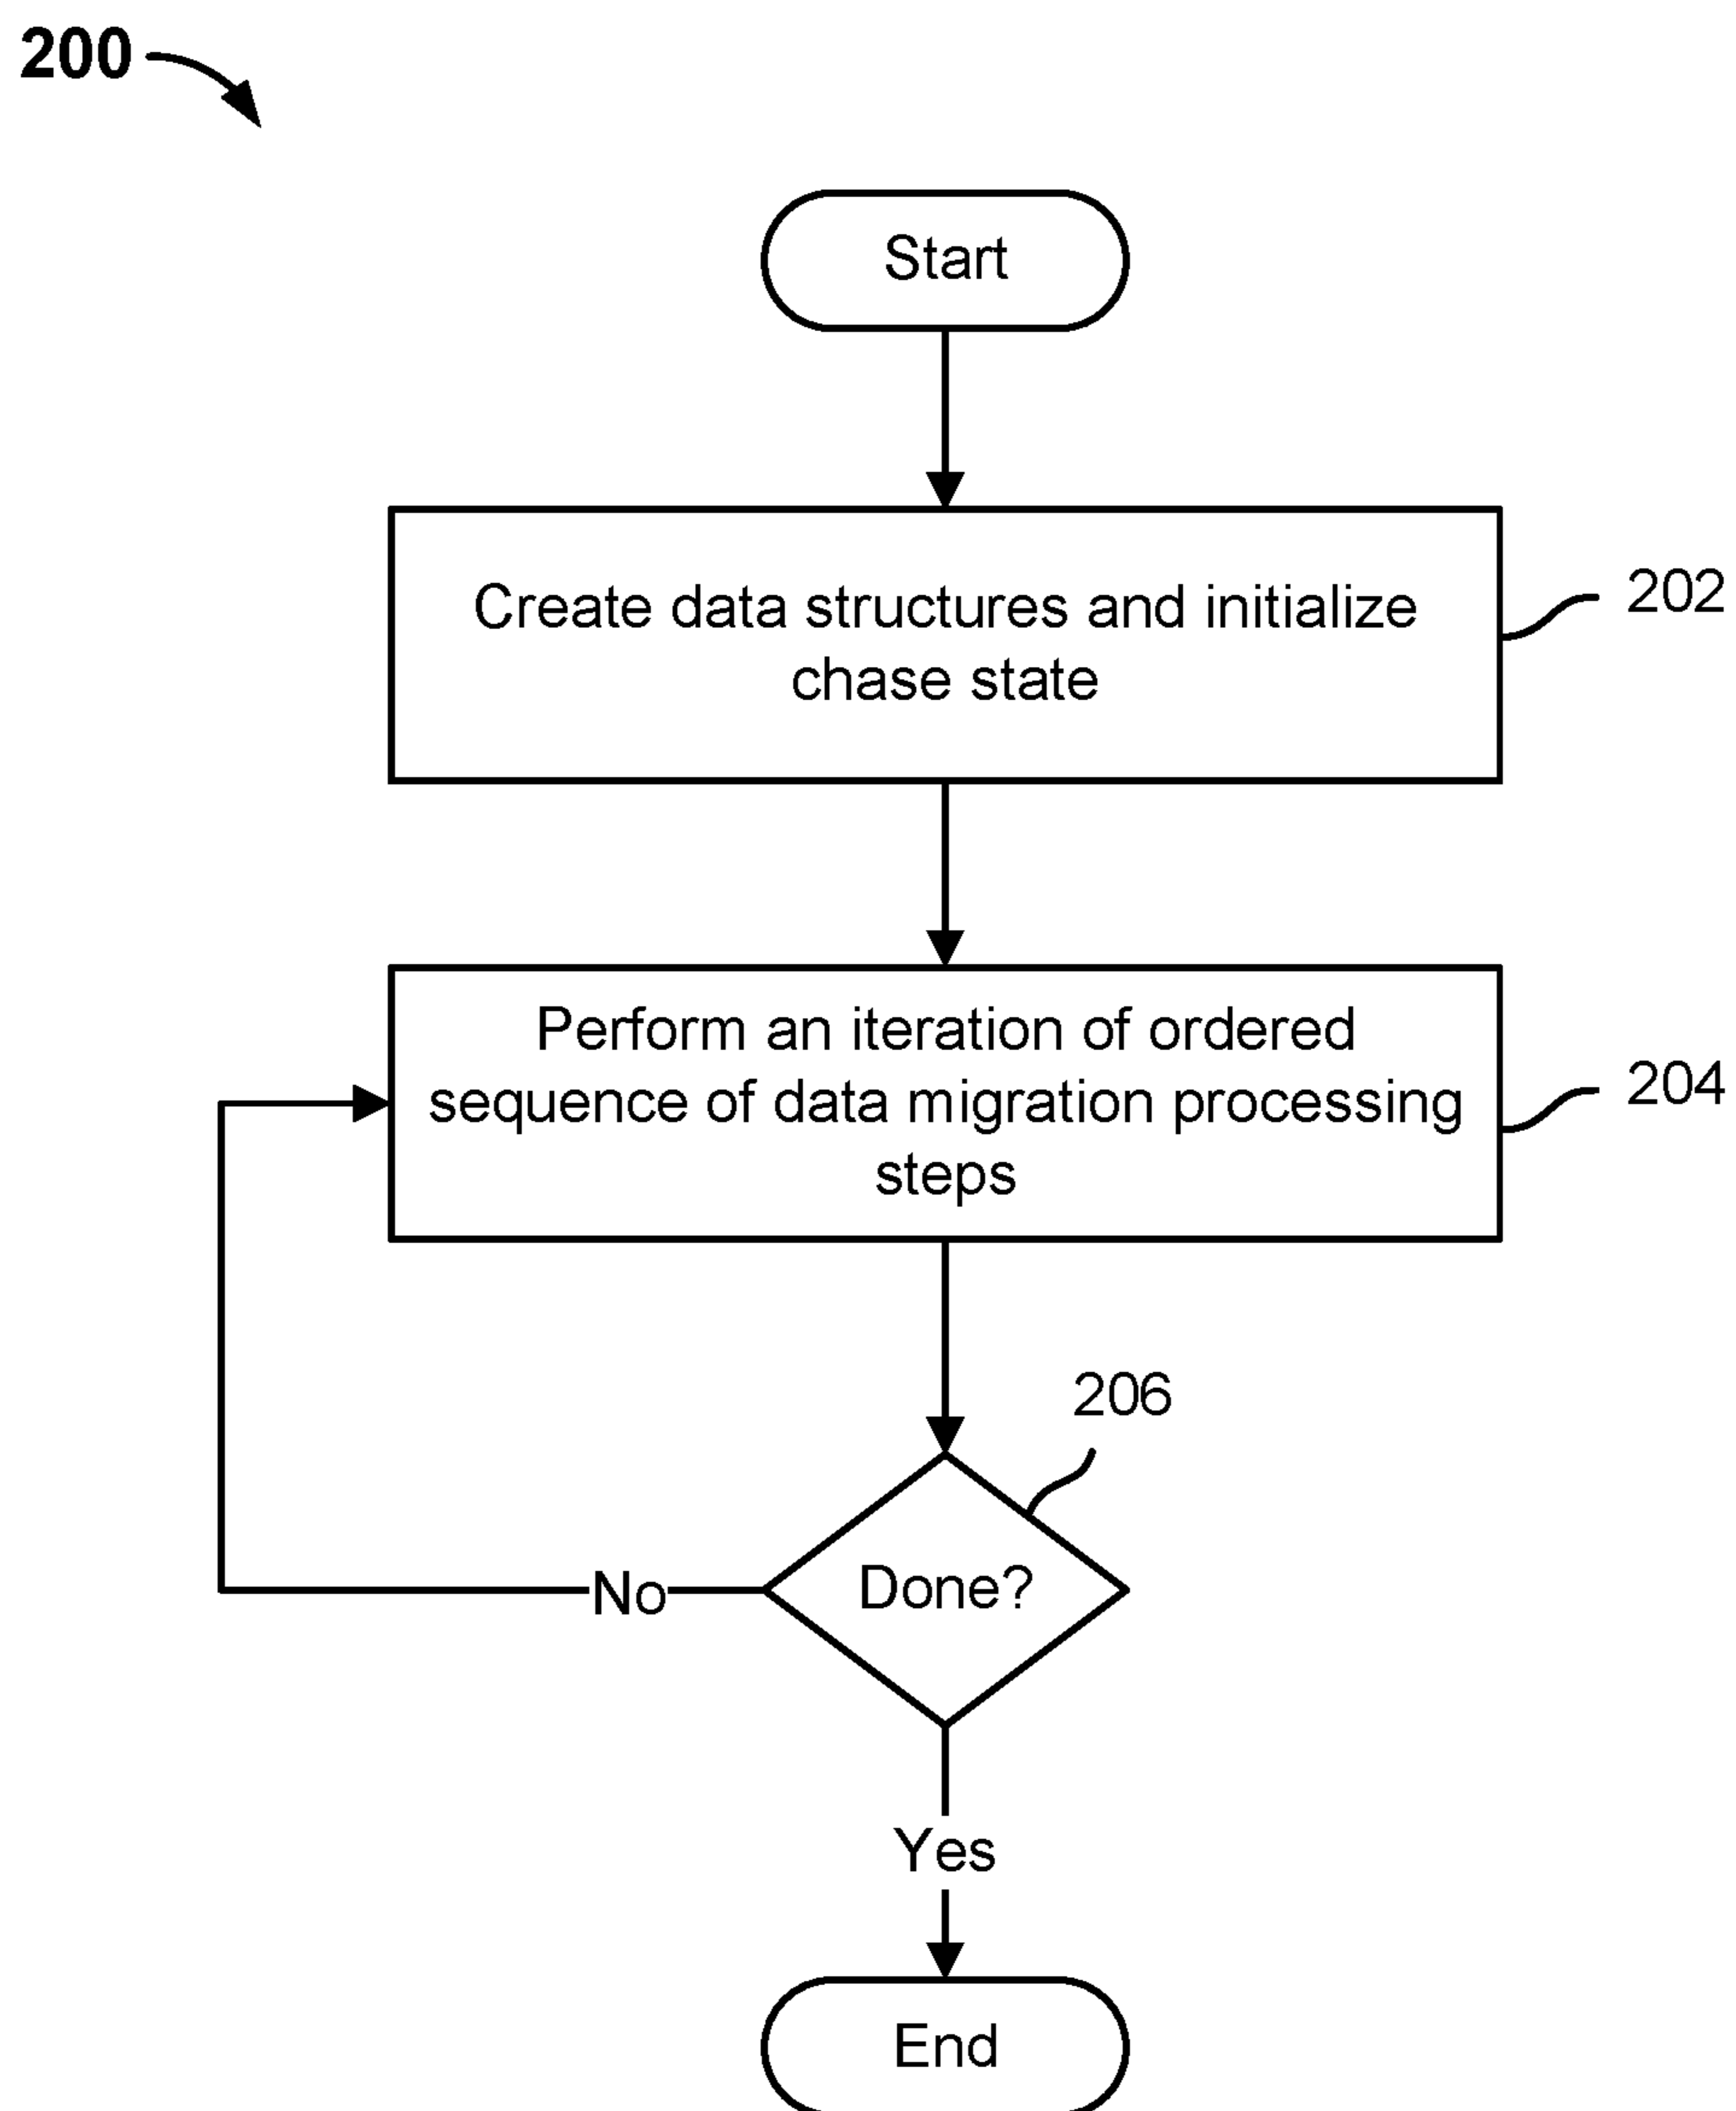 200
Start
Create data structures and initialize
chase state
202
Perform an iteration of ordered
sequence of data migration processing
steps
204
206
Done?
No
Yes
End